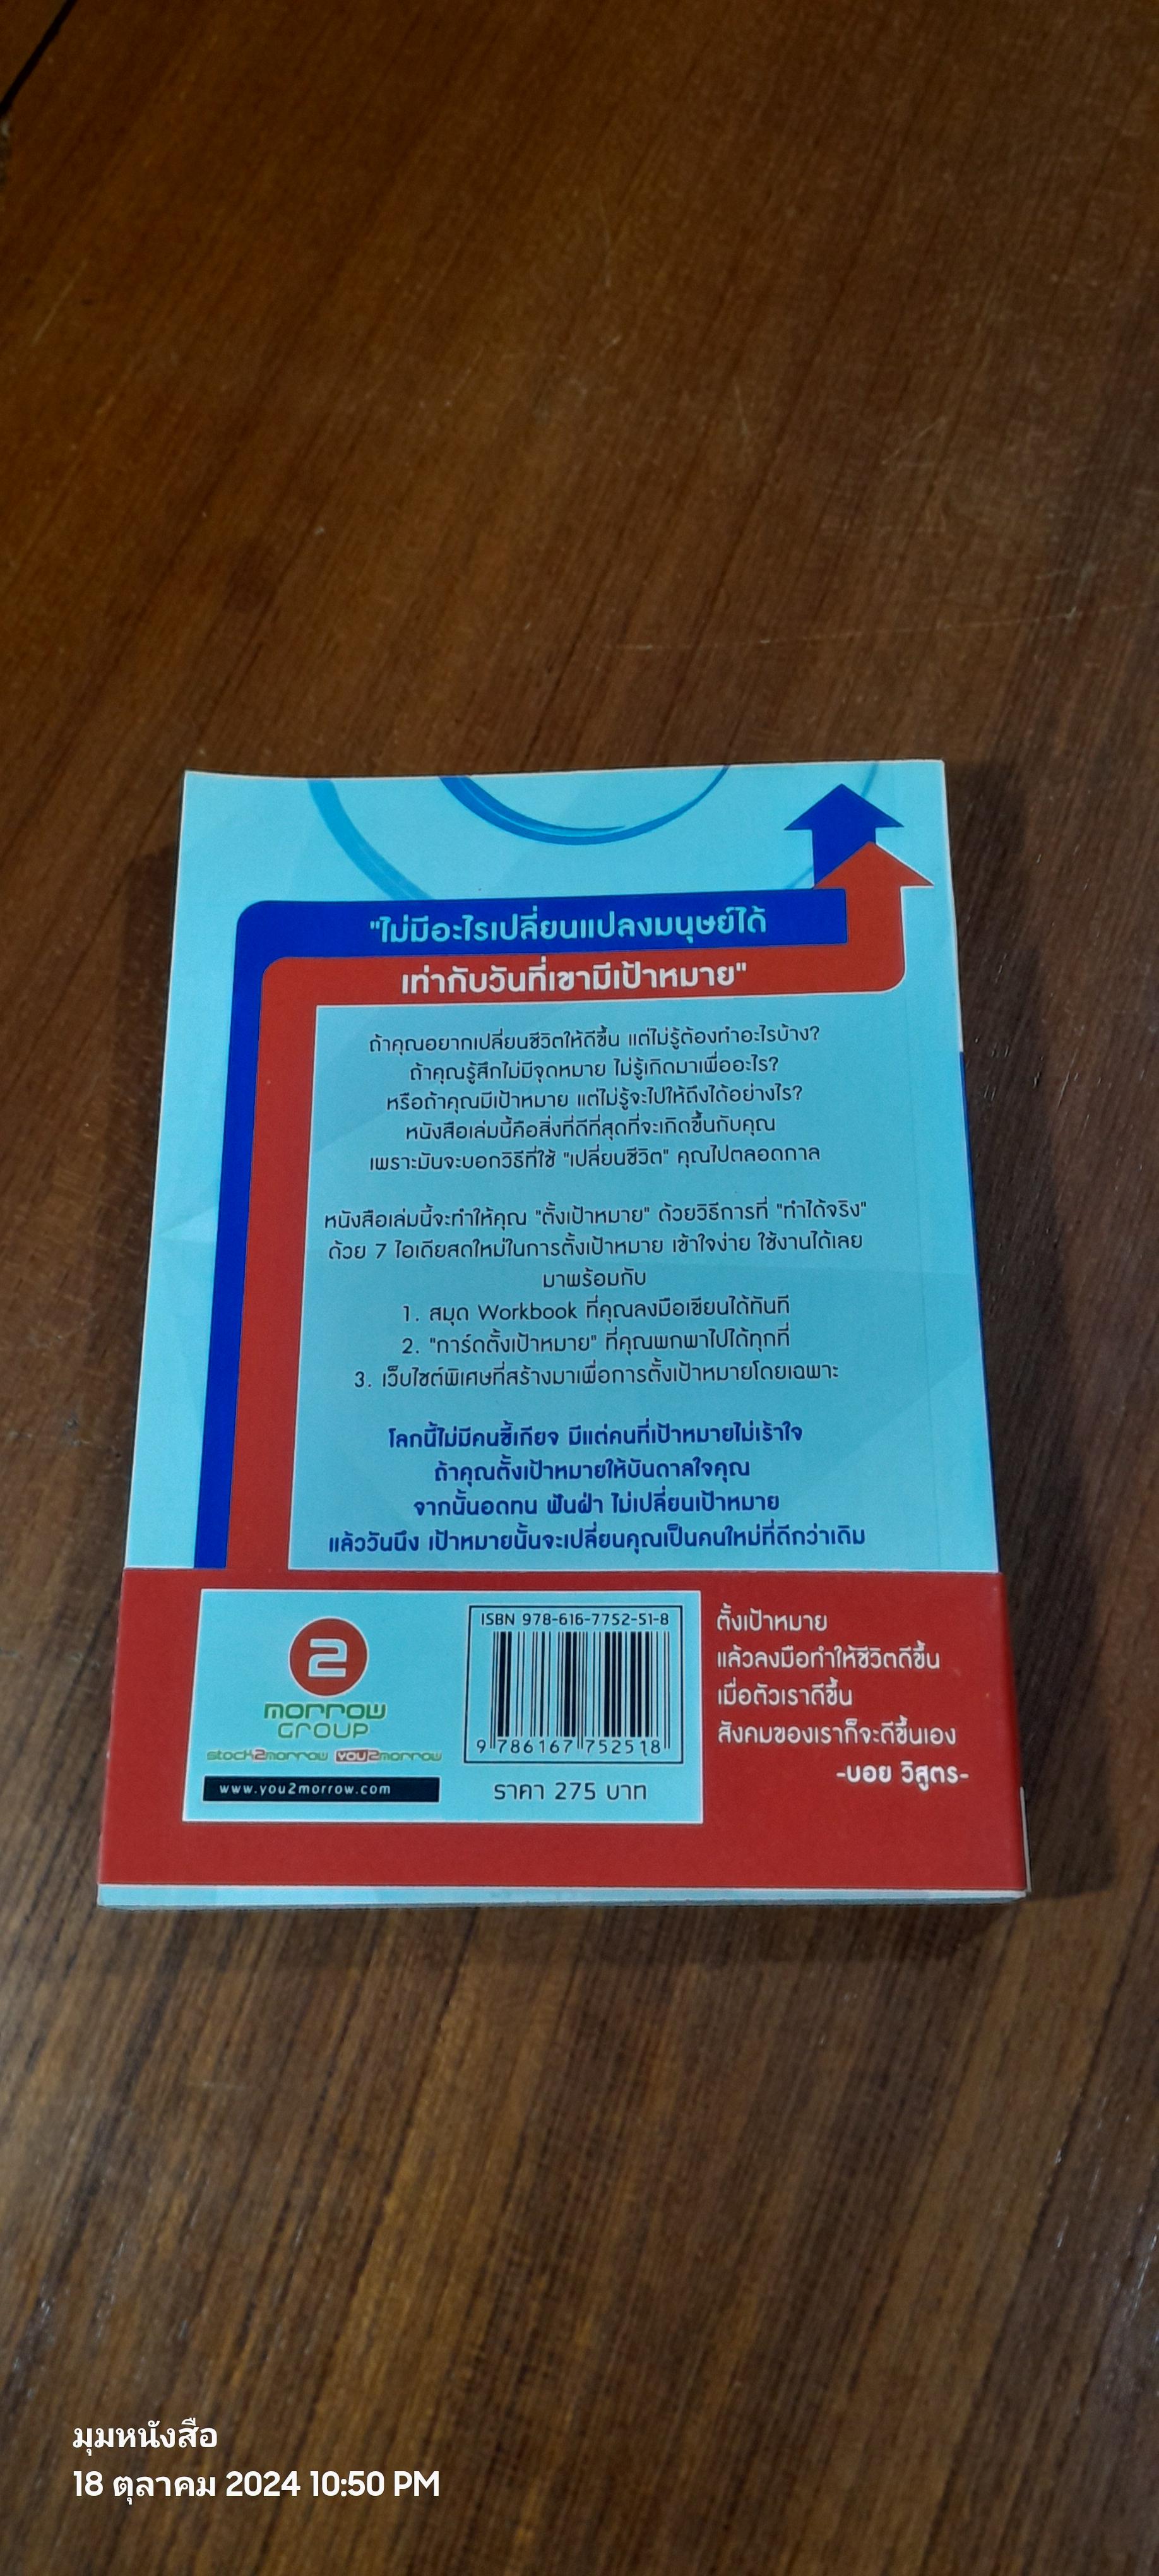 "ไม่มีอะไรเปลี่ยนแปลงมนุษย์ได้
เท่ากับวันที่เขามีเป้าหมาย"
ถ้าคุณอยากเปลี่ยนชีวิตให้ดีขึ้น แต่ไม่รู้ต้องทำอะไรบ้าง?
ถ้าคุณรู้สึกไม่มีจุดหมาย ไม่รู้เกิดมาเพื่ออะไร?
หรือถ้าคุณมีเป้าหมาย แต่ไม่รู้จะไปให้ถึงได้อย่างไร?
หนังสือเล่มนี้คือสิ่งที่ดีที่สุดที่จะเกิดขึ้นกับคุณ
เพราะมันจะบอกวิธีที่ใช้ "เปลี่ยนชีวิต" คุณไปตลอดกาล
หนังสือเล่มนี้จะทำให้คุณ "ตั้งเป้าหมาย" ด้วยวิธีการที่ "ทำได้จริง"
ด้วย 7 ไอเดียสดใหม่ในการตั้งเป้าหมาย เข้าใจง่าย ใช้งานได้เลย
มาพร้อมกับ
1. สมุด Workbook ที่คุณลงมือเขียนได้ทันที
2. "การ์ดตั้งเป้าหมาย" ที่คุณพกพาไปได้ทุกที่
3. เว็บไซต์พิเศษที่สร้างมาเพื่อการตั้งเป้าหมายโดยเฉพาะ
โลกนี้ไม่มีคนขี้เกียจ มีแต่คนที่เป้าหมายไม่เร้าใจ
ถ้าคุณตั้งเป้าหมายให้บันดาลใจคุณ
จากนั้นอดทน ฟันฝ่า ไม่เปลี่ยนเป้าหมาย
แล้ววันนึง เป้าหมายนั้นจะเปลี่ยนคุณเป็นคนใหม่ที่ดีกว่าเดิม
2
morrow
GROUP
stock2morrow you2morrow
www.you2morrow.com
ISBN 978-616-7752-51-8
9 786167 752518
ราคา 275 บาท
ตั้งเป้าหมาย
แล้วลงมือทำให้ชีวิตดีขึ้น
เมื่อตัวเราดีขึ้น
สังคมของเราก็จะดีขึ้นเอง
-บอย วิสูตร-
มุมหนังสือ
18 ตุลาคม 2024 10:50 PM